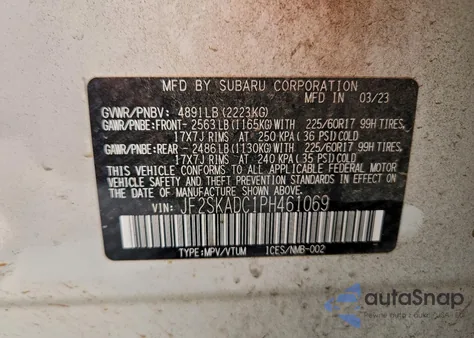 MFD BY SUBARU CORPORATION 03/23
GVWR/PNBV: 4891LB(2223KG)
GAWR/PNBE:FRONT-2563LB(1165KG)WITH 225/60R17 99H TIRES,
17X7J RIMS AT 250 KPA(36 PSI)COLD
GAWR/PNBE:REAR -2486LB(1130KG)WITH 225/60R17 99H TIRES,
17X7J RIMS AT 240 KPA(35 PSI)COLD
THIS VEHICLE CONFORMS TO ALL APPLICABLE FEDERAL MOTOR
VEHICLE SAFETY, BUMPER, AND THEFT PREVENTION STANDARDS
IN EFFECT ON THE DATE OF MANUFACTURE SHOWN ABOVE.
VIN: JF2SKADC1PH461069
TYPE:MPV/VTUM ICES/NMB-002
autaSnap